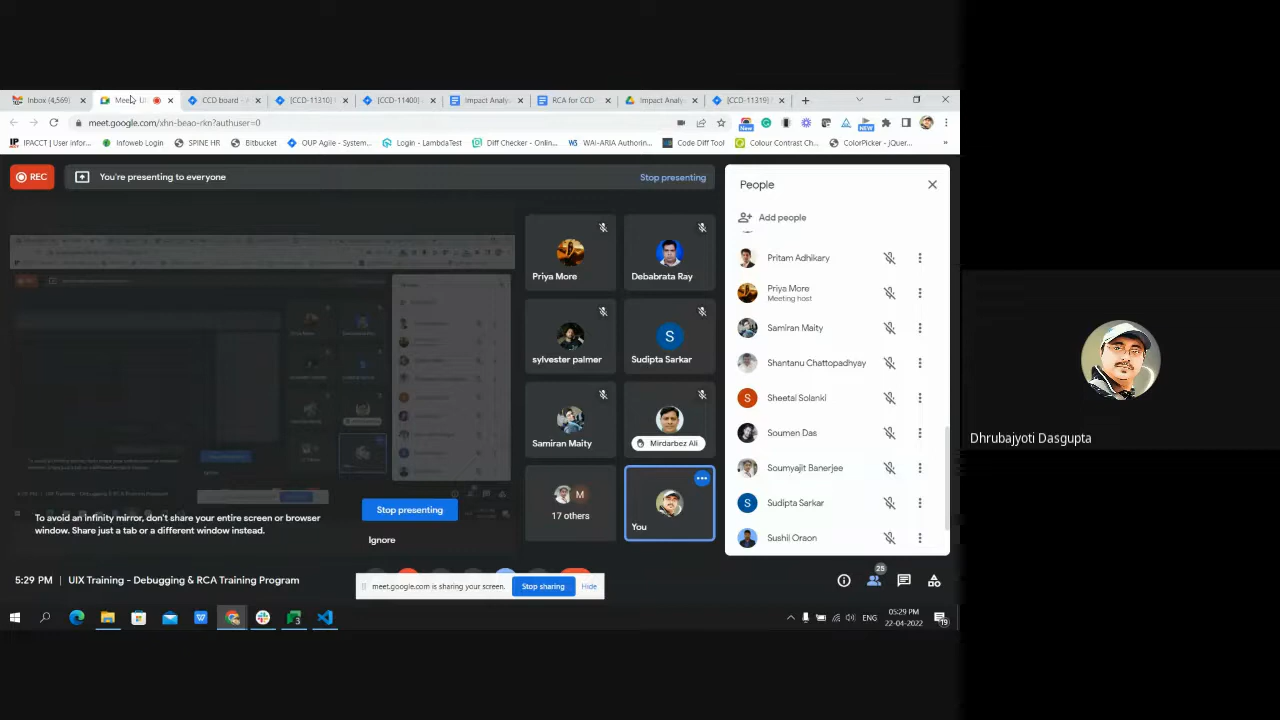 Inbox (4,569)
Meet
CCD board -
[CCD-11310]
[CCD-11400]
Impact Analy
RCA for CCD
Impact Analy
[CCD-11319]
meet.google.com/xhn-beao-rkn?authuser=0
New
NEW
IPACCT | User infor...
Infoweb Login
SPINE HR
Bitbucket
OUP Agile - System...
Login - LambdaTest
Diff Checker - Onlin...
WAI-ARIA Authorin...
Code Diff Tool
Colour Contrast Ch...
ColorPicker - jQuer...
REC
You're presenting to everyone
Stop presenting
People
Add people
Priya More
Debabrata Ray
sylvester palmer
S
Sudipta Sarkar
Samiran Maity
Mirdarbez Ali
M
17 others
You
Pritam Adhikary
Priya More
Meeting host
Samiran Maity
Shantanu Chattopadhyay
S
Sheetal Solanki
Soumen Das
Soumyajit Banerjee
S
Sudipta Sarkar
Sushil Oraon
To avoid an infinity mirror, don't share your entire screen or browser
window. Share just a tab or a different window instead.
Stop presenting
Ignore
5:29 PM | UIX Training - Debugging & RCA Training Program
meet.google.com is sharing your screen.
Stop sharing
Hide
25
3
ENG
05:29 PM
22-04-2022
19
Dhrubajyoti Dasgupta